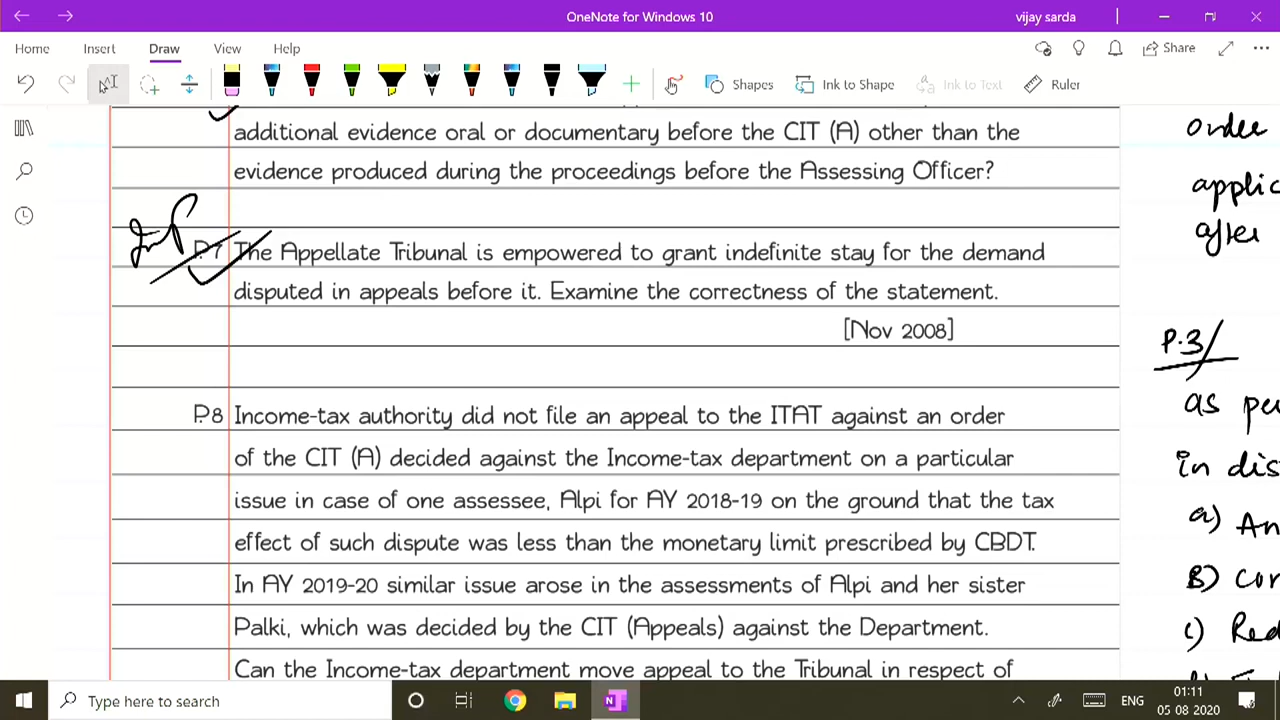 OneNote for Windows 10
vijay sarda
Home
Insert
Draw
View
Help
Share
Shapes
Ink to Shape
Ink to Text
Ruler
additional evidence oral or documentary before the CIT (A) other than the
evidence produced during the proceedings before the Assessing Officer?
Imp
P.7 The Appellate Tribunal is empowered to grant indefinite stay for the demand
disputed in appeals before it. Examine the correctness of the statement.
[Nov 2008]
P.8 Income-tax authority did not file an appeal to the ITAT against an order
of the CIT (A) decided against the Income-tax department on a particular
issue in case of one assessee, Alpi for AY 2018-19 on the ground that the tax
effect of such dispute was less than the monetary limit prescribed by CBDT.
In AY 2019-20 similar issue arose in the assessments of Alpi and her sister
Palki, which was decided by the CIT (Appeals) against the Department.
Can the Income-tax department move appeal to the Tribunal in respect of
order
applic
after
P.3/
as pe
in dis
a) An
B) cor
c) Red
Type here to search
ENG
01:11
05-08-2020